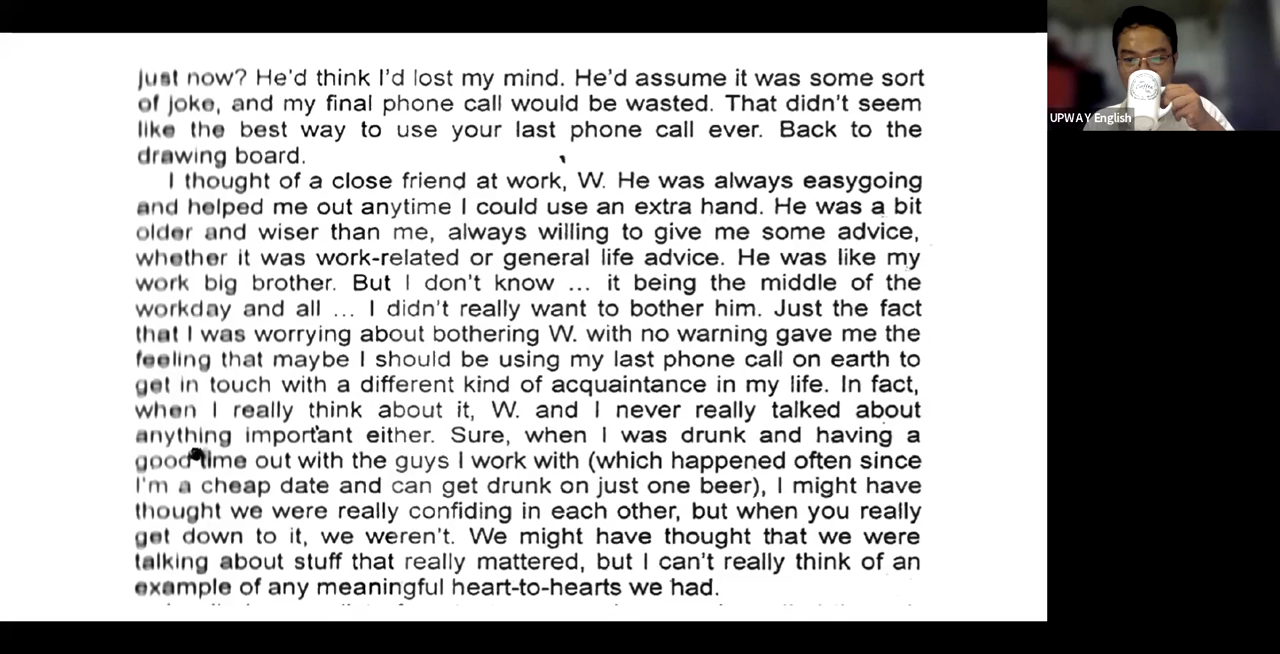 just now? He'd think I'd lost my mind. He'd assume it was some sort
of joke, and my final phone call would be wasted. That didn't seem
like the best way to use your last phone call ever. Back to the
drawing board.
I thought of a close friend at work, W. He was always easygoing
and helped me out anytime I could use an extra hand. He was a bit
older and wiser than me, always willing to give me some advice,
whether it was work-related or general life advice. He was like my
work big brother. But I don't know ... it being the middle of the
workday and all ... I didn't really want to bother him. Just the fact
that I was worrying about bothering W. with no warning gave me the
feeling that maybe I should be using my last phone call on earth to
get in touch with a different kind of acquaintance in my life. In fact,
when I really think about it, W. and I never really talked about
anything important either. Sure, when I was drunk and having a
good time out with the guys I work with (which happened often since
I'm a cheap date and can get drunk on just one beer), I might have
thought we were really confiding in each other, but when you really
get down to it, we weren't. We might have thought that we were
talking about stuff that really mattered, but I can't really think of an
example of any meaningful heart-to-hearts we had.
Coffee
UPWAY English